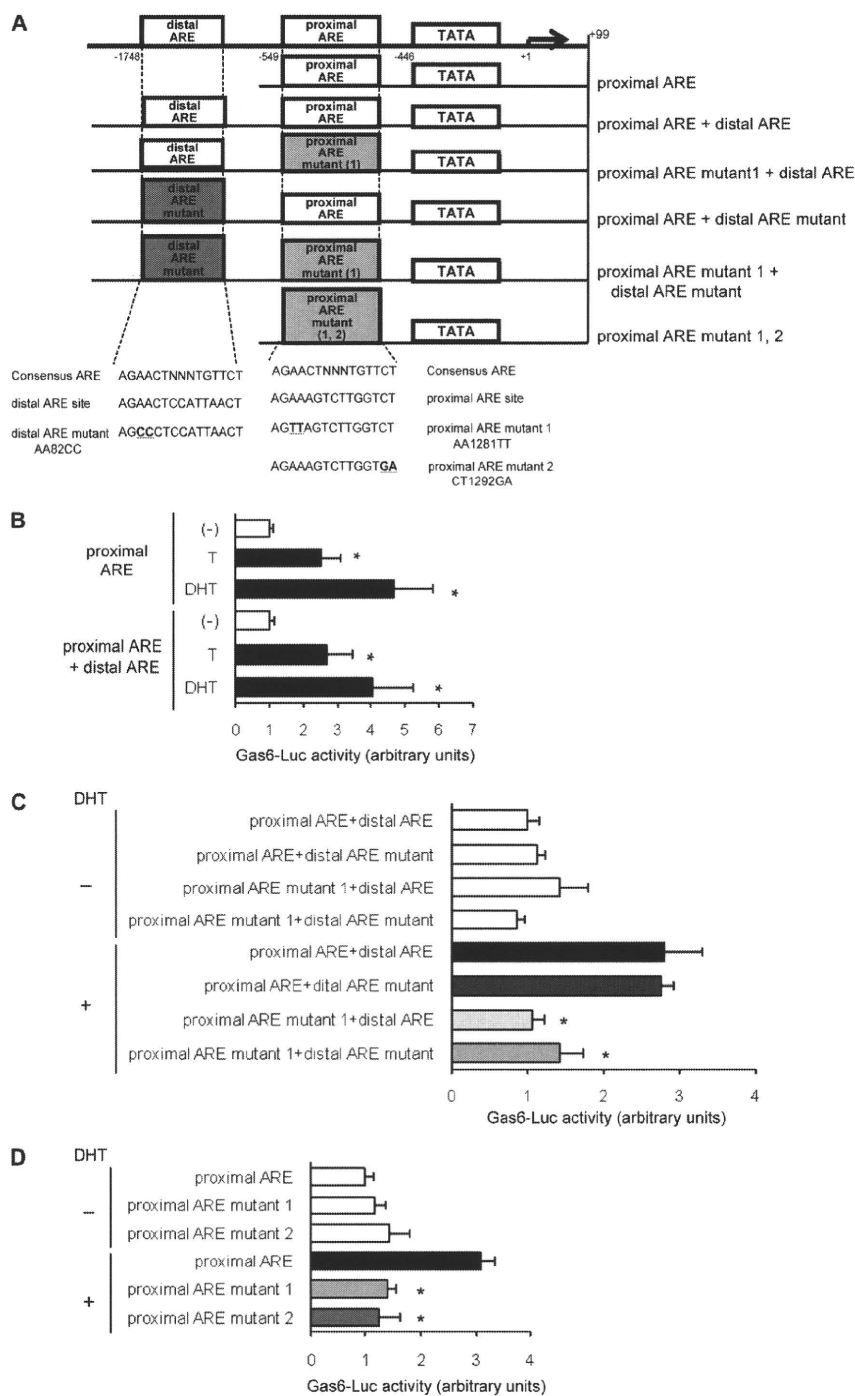 A
distal ARE
proximal ARE
TATA
+99
-1748
-549
-446
+1
proximal ARE
TATA
proximal ARE
distal ARE
proximal ARE
TATA
proximal ARE + distal ARE
distal ARE
proximal ARE mutant (1)
TATA
proximal ARE mutant1 + distal ARE
distal ARE mutant
proximal ARE
TATA
proximal ARE + distal ARE mutant
distal ARE mutant
proximal ARE mutant (1)
TATA
proximal ARE mutant 1 +
distal ARE mutant
proximal ARE mutant (1, 2)
TATA
proximal ARE mutant 1, 2
Consensus ARE AGAACTNNNTGTTCT
AGAACTNNNTGTTCT Consensus ARE
distal ARE site AGAACTCCATTAACT
AGAAAGTCTTGGTCT proximal ARE site
distal ARE mutant AGCCCTCCATTAACT
AA82CC
AGTTAGTCTTGGTCT proximal ARE mutant 1
AA1281TT
AGAAAGTCTTGGTGA proximal ARE mutant 2
CT1292GA
B
proximal ARE
(-)
T *
DHT *
proximal ARE + distal ARE
(-)
T *
DHT *
0 1 2 3 4 5 6 7
Gas6-Luc activity (arbitrary units)
C
DHT
–
proximal ARE+distal ARE
proximal ARE+distal ARE mutant
proximal ARE mutant 1+distal ARE
proximal ARE mutant 1+distal ARE mutant
+
proximal ARE+distal ARE
proximal ARE+dital ARE mutant
proximal ARE mutant 1+distal ARE *
proximal ARE mutant 1+distal ARE mutant *
0 1 2 3 4
Gas6-Luc activity (arbitrary units)
D
DHT
–
proximal ARE
proximal ARE mutant 1
proximal ARE mutant 2
+
proximal ARE
proximal ARE mutant 1 *
proximal ARE mutant 2 *
0 1 2 3 4
Gas6-Luc activity (arbitrary units)